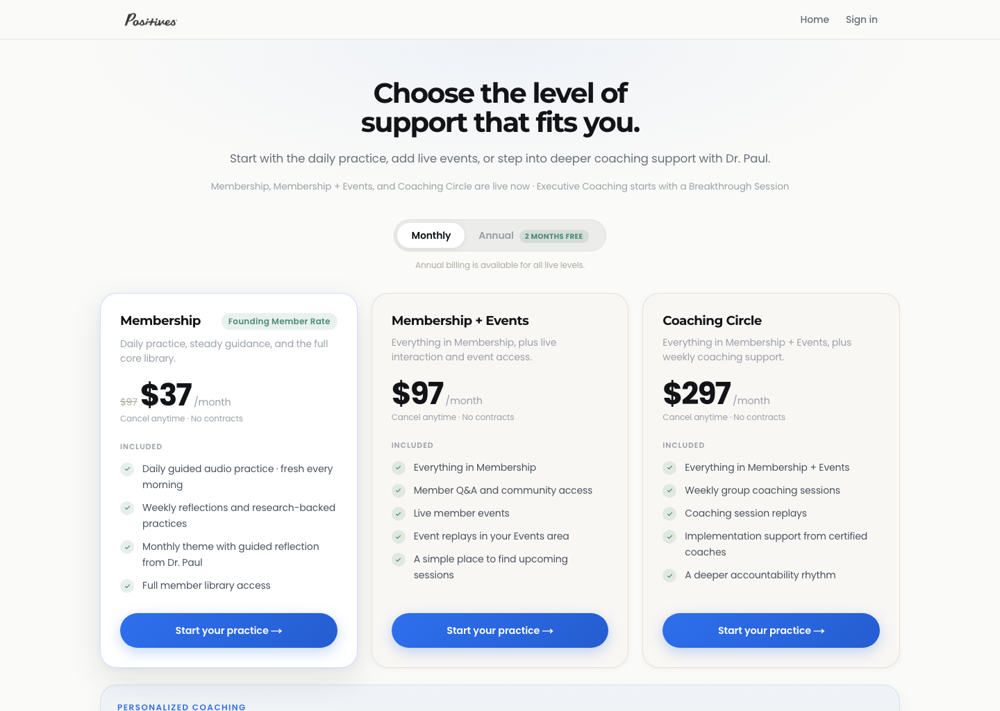 Positives
Home
Sign in
Choose the level of
support that fits you.
Start with the daily practice, add live events, or step into deeper coaching support with Dr. Paul.
Membership, Membership + Events, and Coaching Circle are live now · Executive Coaching starts with a Breakthrough Session
Monthly
Annual
2 MONTHS FREE
Annual billing is available for all live levels.
Membership
Founding Member Rate
Daily practice, steady guidance, and the full
core library.
$97 $37 /month
Cancel anytime · No contracts
INCLUDED
Daily guided audio practice · fresh every
morning
Weekly reflections and research-backed
practices
Monthly theme with guided reflection
from Dr. Paul
Full member library access
Start your practice →
Membership + Events
Everything in Membership, plus live
interaction and event access.
$97 /month
Cancel anytime · No contracts
INCLUDED
Everything in Membership
Member Q&A and community access
Live member events
Event replays in your Events area
A simple place to find upcoming
sessions
Start your practice →
Coaching Circle
Everything in Membership + Events, plus
weekly coaching support.
$297 /month
Cancel anytime · No contracts
INCLUDED
Everything in Membership + Events
Weekly group coaching sessions
Coaching session replays
Implementation support from certified
coaches
A deeper accountability rhythm
Start your practice →
PERSONALIZED COACHING